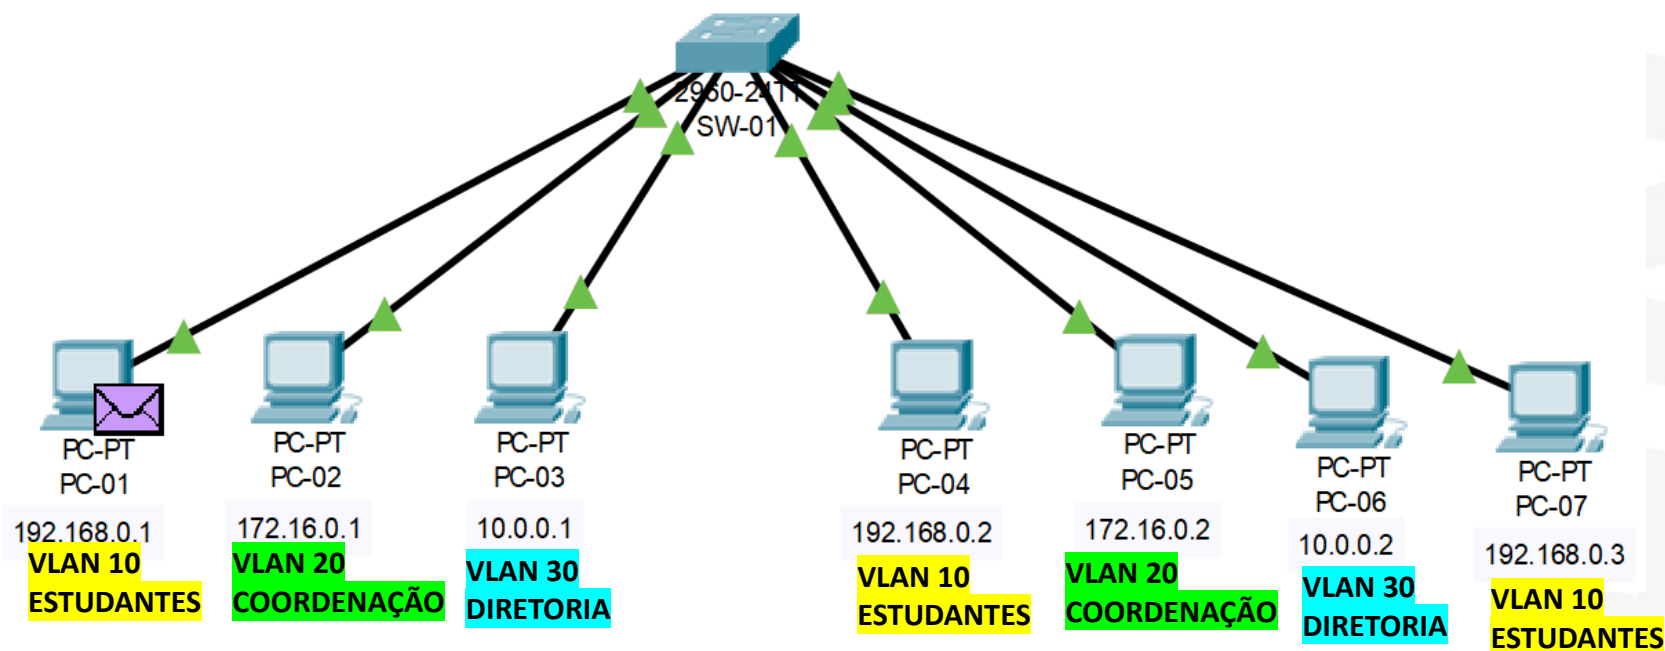 2960-24TT
SW-01
PC-PT
PC-01
192.168.0.1
VLAN 10
ESTUDANTES
PC-PT
PC-02
172.16.0.1
VLAN 20
COORDENAÇÃO
PC-PT
PC-03
10.0.0.1
VLAN 30
DIRETORIA
PC-PT
PC-04
192.168.0.2
VLAN 10
ESTUDANTES
PC-PT
PC-05
172.16.0.2
VLAN 20
COORDENAÇÃO
PC-PT
PC-06
10.0.0.2
VLAN 30
DIRETORIA
PC-PT
PC-07
192.168.0.3
VLAN 10
ESTUDANTES